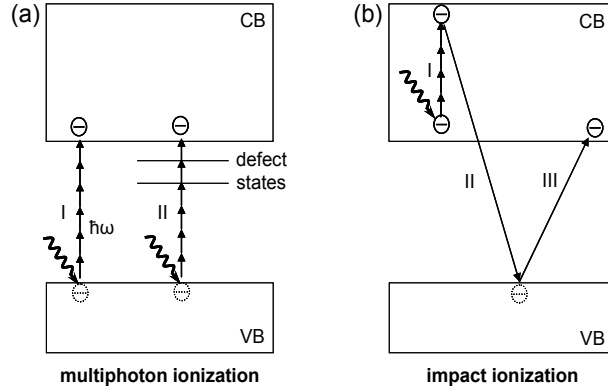 (a)
CB
I
ħω
II
defect
states
VB
multiphoton ionization
(b)
CB
I
II
III
VB
impact ionization